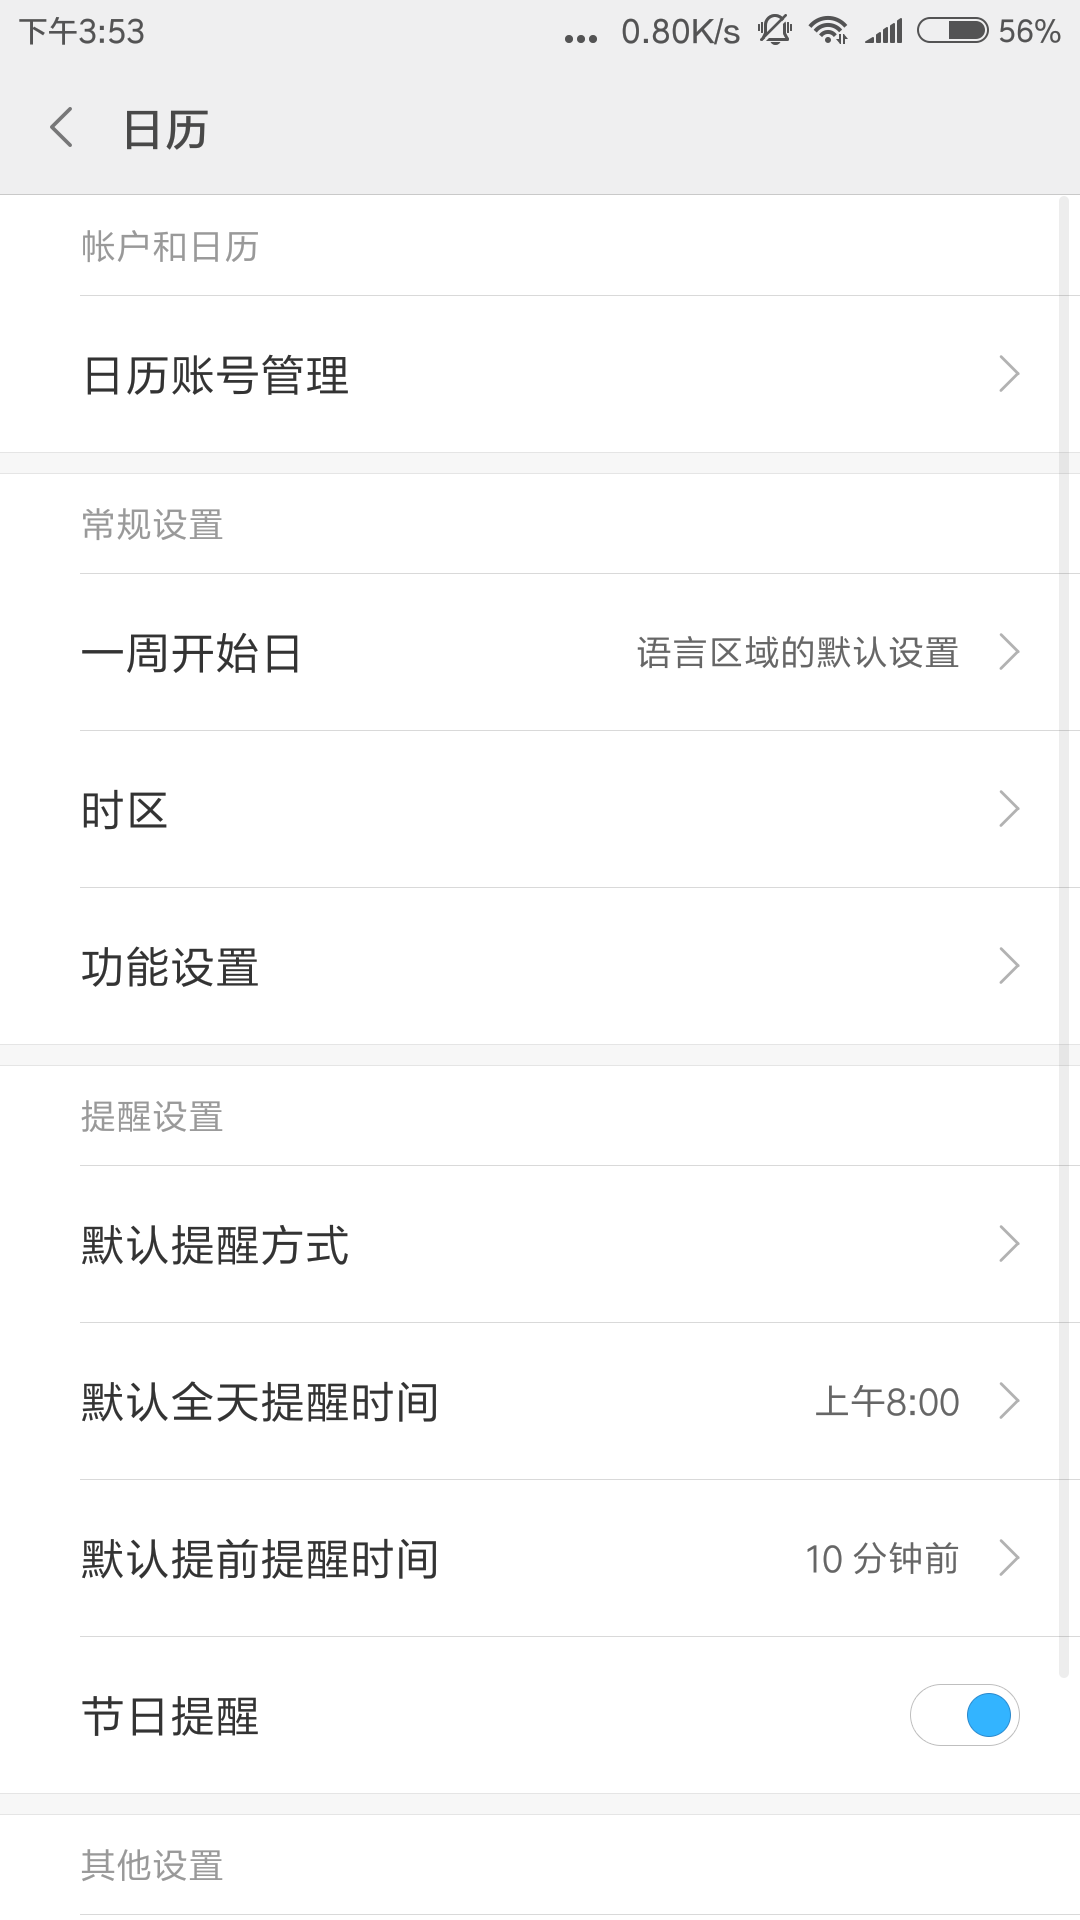 下午3:53 ... 0.80K/s 56%
日历
帐户和日历
日历账号管理
常规设置
一周开始日 语言区域的默认设置
时区
功能设置
提醒设置
默认提醒方式
默认全天提醒时间 上午8:00
默认提前提醒时间 10 分钟前
节日提醒
其他设置